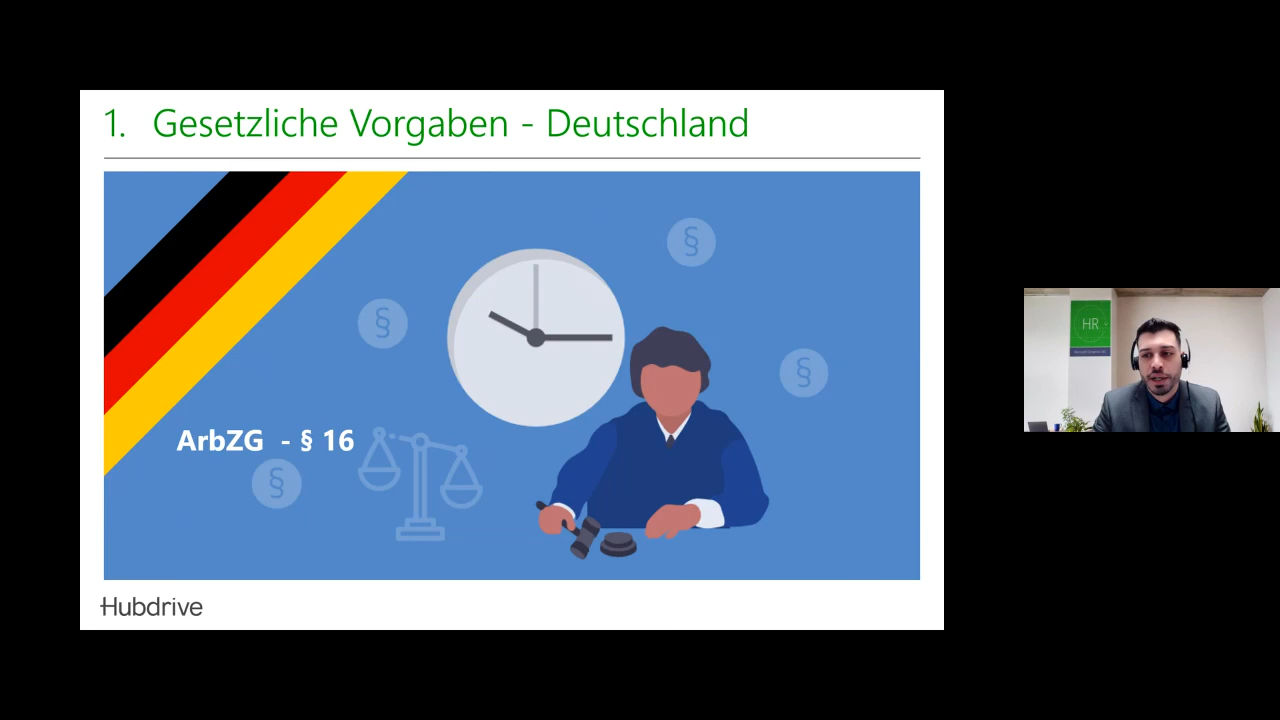 1. Gesetzliche Vorgaben - Deutschland
§
§
§
ArbZG - § 16
§
Hubdrive
HR